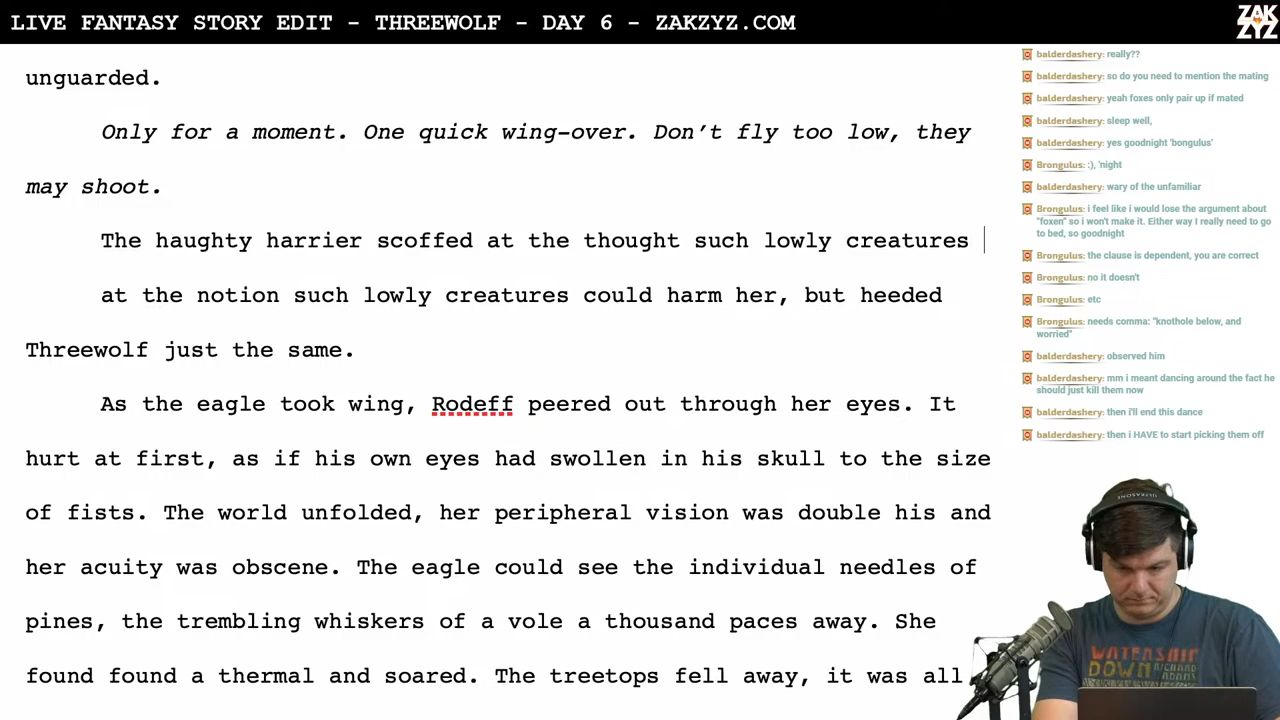 LIVE FANTASY STORY EDIT - THREEWOLF - DAY 6 - ZAKZYZ.COM
ZAK
ZYZ
unguarded.
Only for a moment. One quick wing-over. Don't fly too low, they
may shoot.
The haughty harrier scoffed at the thought such lowly creatures
at the notion such lowly creatures could harm her, but heeded
Threewolf just the same.
As the eagle took wing, Rodeff peered out through her eyes. It
hurt at first, as if his own eyes had swollen in his skull to the size
of fists. The world unfolded, her peripheral vision was double his and
her acuity was obscene. The eagle could see the individual needles of
pines, the trembling whiskers of a vole a thousand paces away. She
found found a thermal and soared. The treetops fell away, it was all
balderdashery: really??
balderdashery: so do you need to mention the mating
balderdashery: yeah foxes only pair up if mated
balderdashery: sleep well,
balderdashery: yes goodnight 'bongulus'
Brongulus: :), 'night
balderdashery: wary of the unfamiliar
Brongulus: i feel like i would lose the argument about
"foxen" so i won't make it. Either way I really need to go
to bed, so goodnight
Brongulus: the clause is dependent, you are correct
Brongulus: no it doesn't
Brongulus: etc
Brongulus: needs comma: "knothole below, and
worried"
balderdashery: observed him
balderdashery: mm i meant dancing around the fact he
should just kill them now
balderdashery: then i'll end this dance
balderdashery: then i HAVE to start picking them off
ULTRASONE
WATERSHIP
DOWN
RICHARD
ADAMS